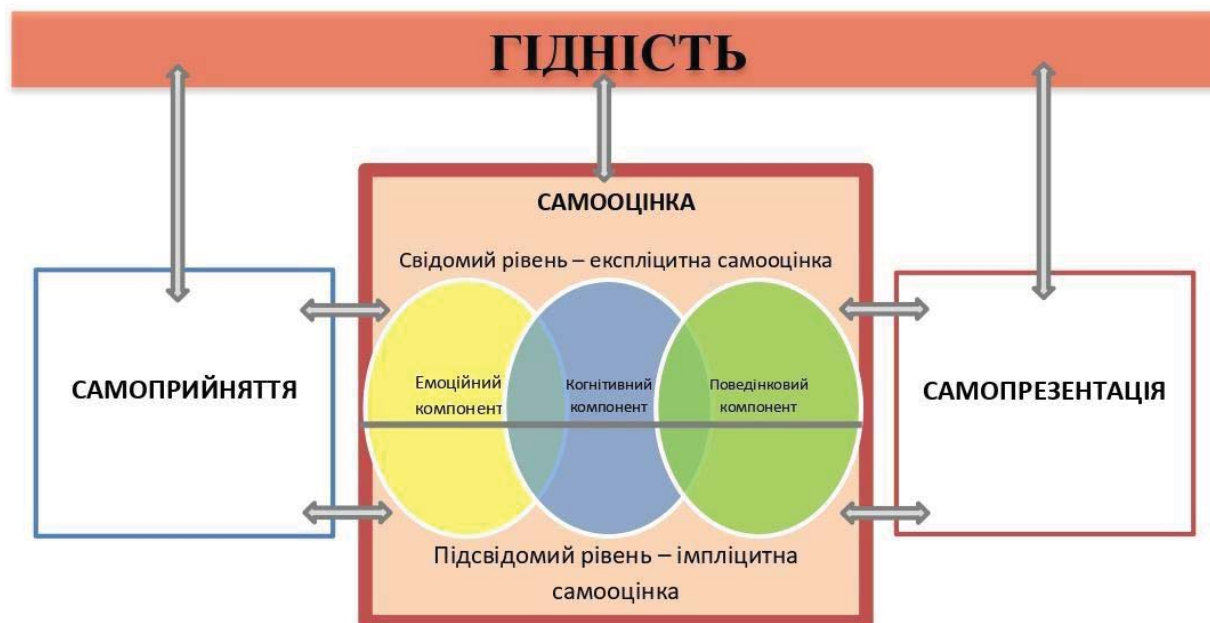 ГІДНІСТЬ
САМООЦІНКА
Свідомий рівень – експліцитна самооцінка
САМОПРИЙНЯТТЯ
Емоційний
компонент
Когнітивний
компонент
Поведінковий
компонент
САМОПРЕЗЕНТАЦІЯ
Підсвідомий рівень – імпліцитна
самооцінка